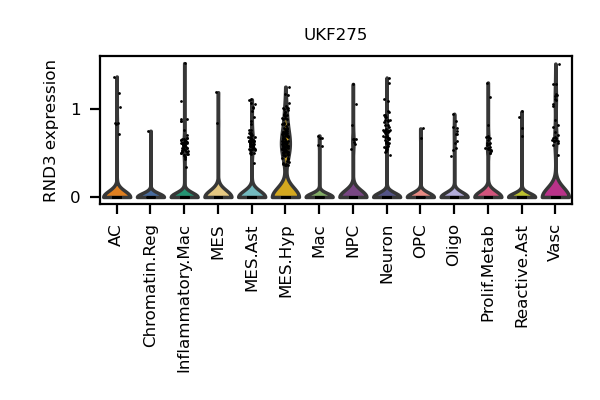 UKF275
RND3 expression
1
0
AC
Chromatin.Reg
Inflammatory.Mac
MES
MES.Ast
MES.Hyp
Mac
NPC
Neuron
OPC
Oligo
Prolif.Metab
Reactive.Ast
Vasc